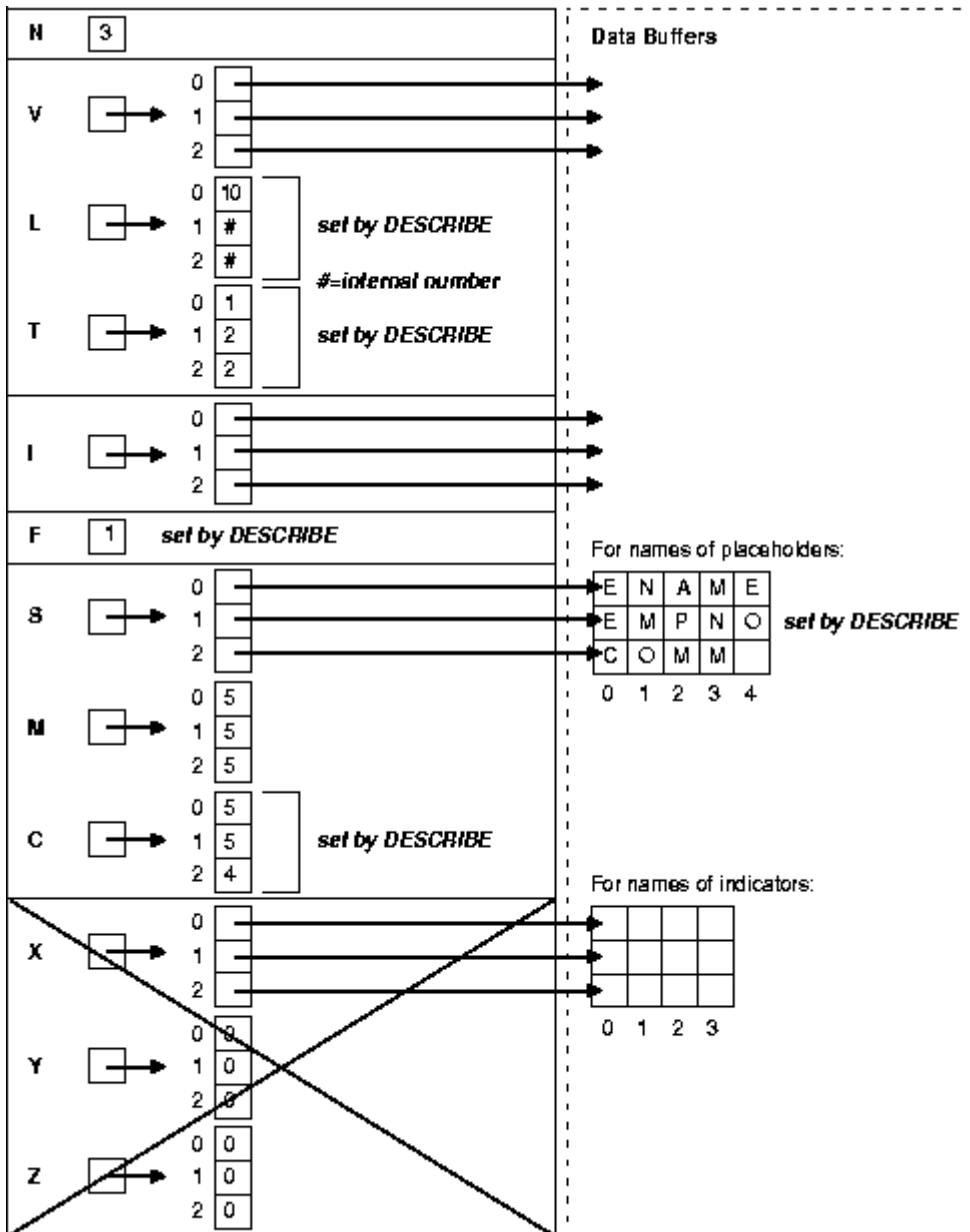 N 3
Data Buffers
0
V 1
2
0 10
L 1 # set by DESCRIBE
2 #
#=internal number
0 1
T 1 2 set by DESCRIBE
2 2
0
I 1
2
F 1 set by DESCRIBE
For names of placeholders:
0 E N A M E
S 1 E M P N O set by DESCRIBE
2 C O M M
0 1 2 3 4
0 5
M 1 5
2 5
0 5
C 1 5 set by DESCRIBE
2 4
For names of indicators:
0
X 1
2
0 1 2 3
0 0
Y 1 0
2 0
0 0
Z 1 0
2 0